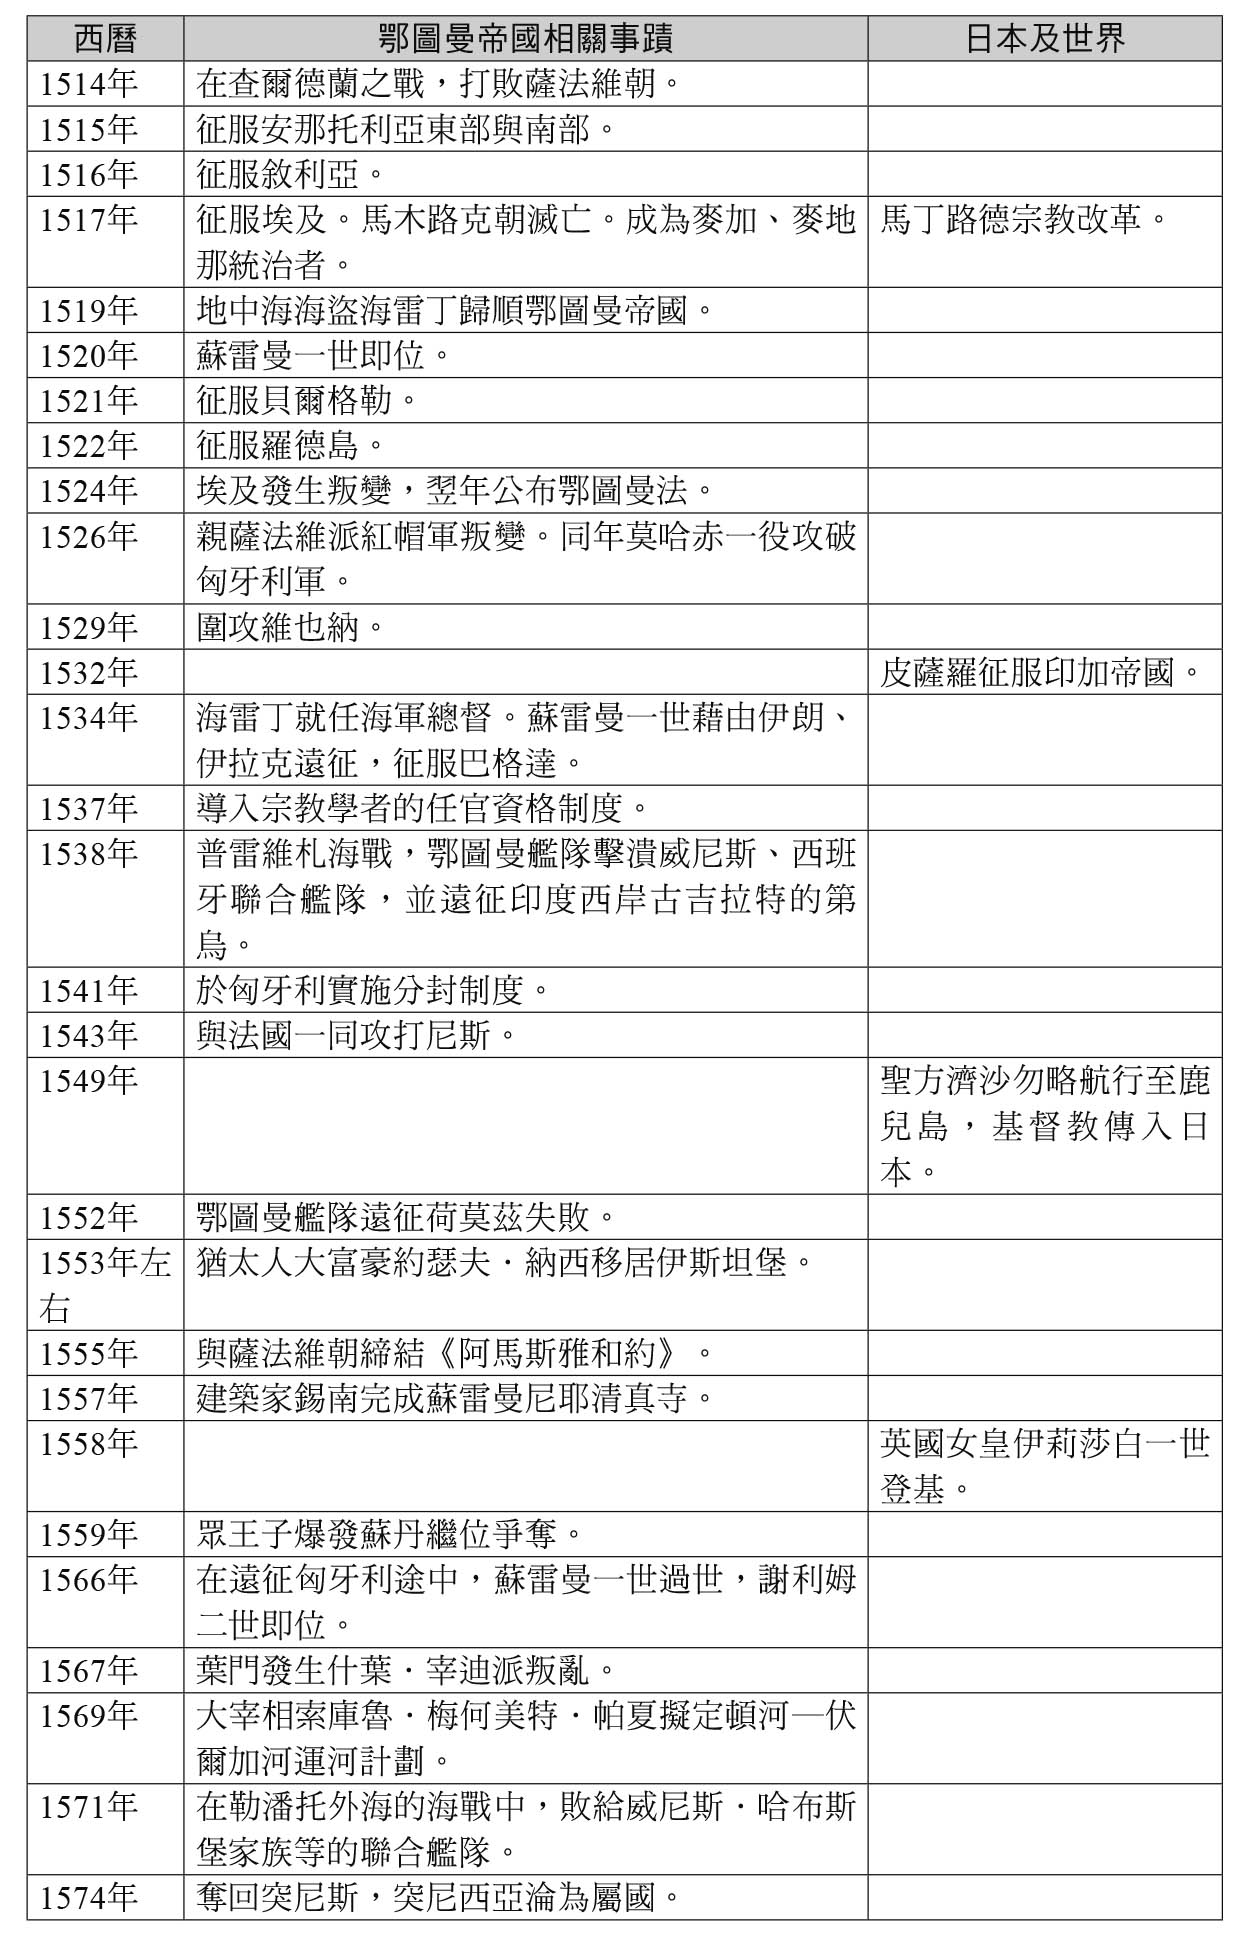 西曆 鄂圖曼帝國相關事蹟 日本及世界
1514年 在查爾德蘭之戰，打敗薩法維朝。
1515年 征服安那托利亞東部與南部。
1516年 征服敘利亞。
1517年 征服埃及。馬木路克朝滅亡。成為麥加、麥地 馬丁路德宗教改革。
那統治者。
1519年 地中海海盜海雷丁歸順鄂圖曼帝國。
1520年 蘇雷曼一世即位。
1521年 征服貝爾格勒。
1522年 征服羅德島。
1524年 埃及發生叛變，翌年公布鄂圖曼法。
1526年 親薩法維派紅帽軍叛變。同年莫哈赤一役攻破
匈牙利軍。
1529年 圍攻維也納。
1532年 皮薩羅征服印加帝國。
1534年 海雷丁就任海軍總督。蘇雷曼一世藉由伊朗、
伊拉克遠征，征服巴格達。
1537年 導入宗教學者的任官資格制度。
1538年 普雷維札海戰，鄂圖曼艦隊擊潰威尼斯、西班
牙聯合艦隊，並遠征印度西岸古吉拉特的第
烏。
1541年 於匈牙利實施分封制度。
1543年 與法國一同攻打尼斯。
1549年 聖方濟沙勿略航行至鹿
兒島，基督教傳入日
本。
1552年 鄂圖曼艦隊遠征荷莫茲失敗。
1553年左 猶太人大富豪約瑟夫．納西移居伊斯坦堡。
右
1555年 與薩法維朝締結《阿馬斯雅和約》。
1557年 建築家錫南完成蘇雷曼尼耶清真寺。
1558年 英國女皇伊莉莎白一世
登基。
1559年 眾王子爆發蘇丹繼位爭奪。
1566年 在遠征匈牙利途中，蘇雷曼一世過世，謝利姆
二世即位。
1567年 葉門發生什葉．宰迪派叛亂。
1569年 大宰相索庫魯．梅何美特．帕夏擬定頓河—伏
爾加河運河計劃。
1571年 在勒潘托外海的海戰中，敗給威尼斯．哈布斯
堡家族等的聯合艦隊。
1574年 奪回突尼斯，突尼西亞淪為屬國。